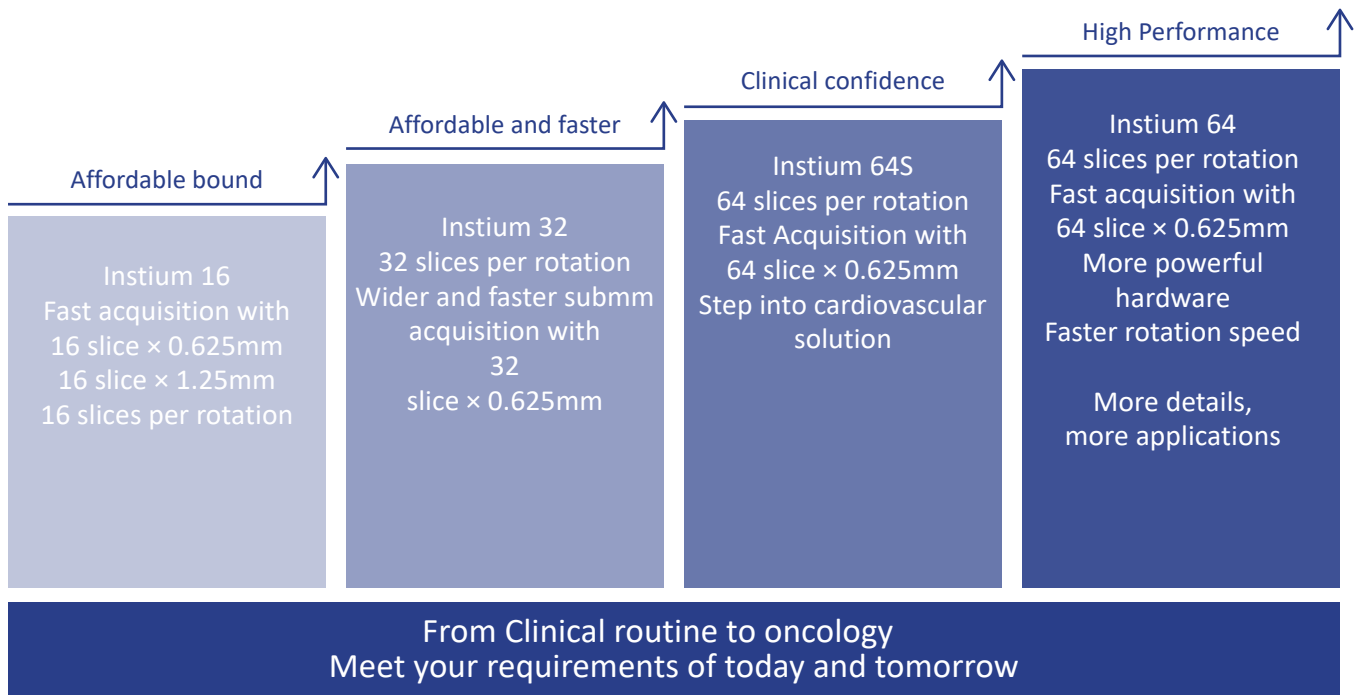 Affordable bound
Instium 16
Fast acquisition with
16 slice × 0.625mm
16 slice × 1.25mm
16 slices per rotation
Affordable and faster
Instium 32
32 slices per rotation
Wider and faster submm
acquisition with
32
slice × 0.625mm
Clinical confidence
Instium 64S
64 slices per rotation
Fast Acquisition with
64 slice × 0.625mm
Step into cardiovascular
solution
High Performance
Instium 64
64 slices per rotation
Fast acquisition with
64 slice × 0.625mm
More powerful
hardware
Faster rotation speed
More details,
more applications
From Clinical routine to oncology
Meet your requirements of today and tomorrow